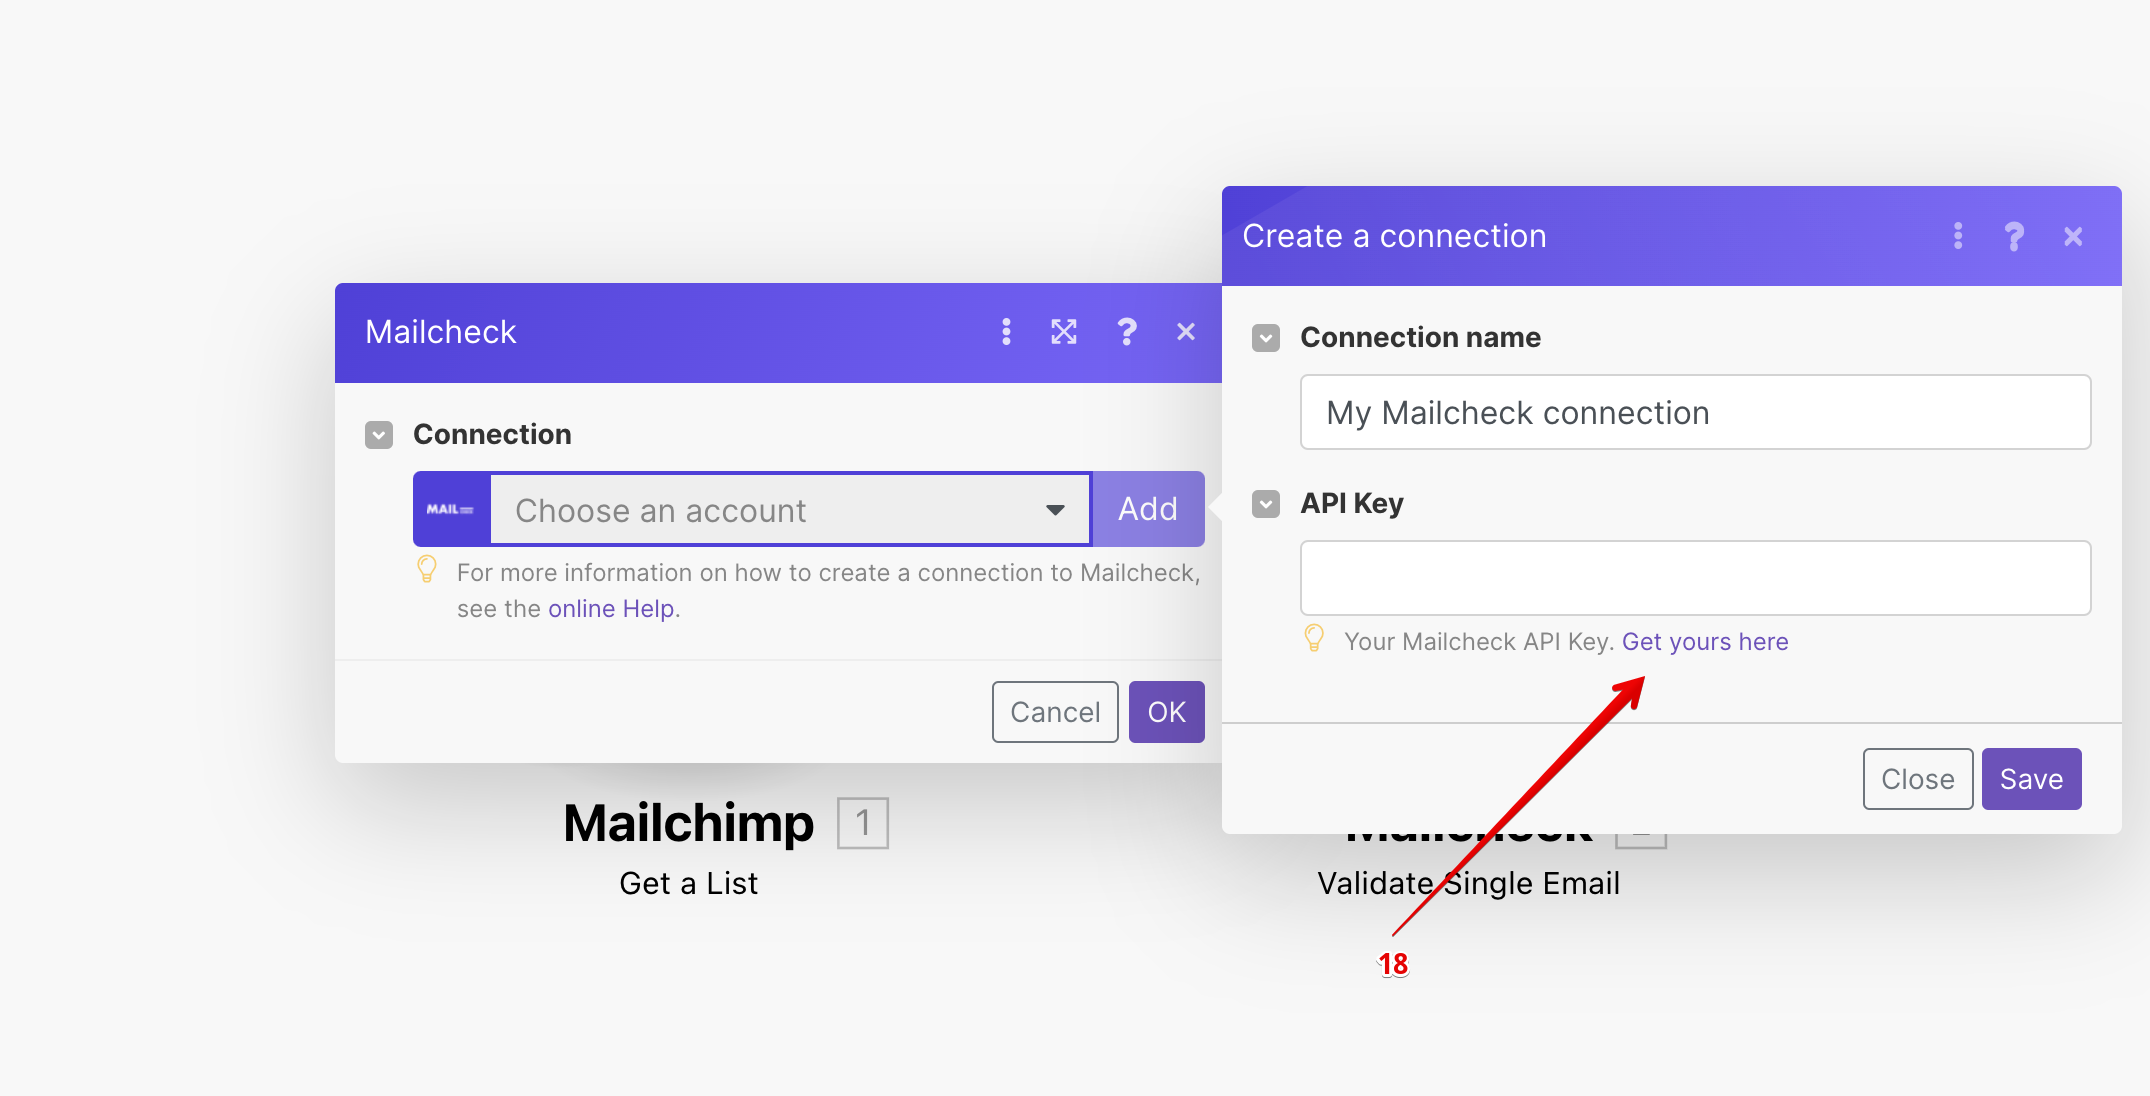 Create a connection
Mailcheck
Connection name
My Mailcheck connection
Connection
API Key
MAIL
Choose an account
Add
For more information on how to create a connection to Mailcheck,
see the online Help.
Your Mailcheck API Key. Get yours here
Cancel
OK
Close
Save
Mailchimp 1
Get a List
Validate Single Email
18